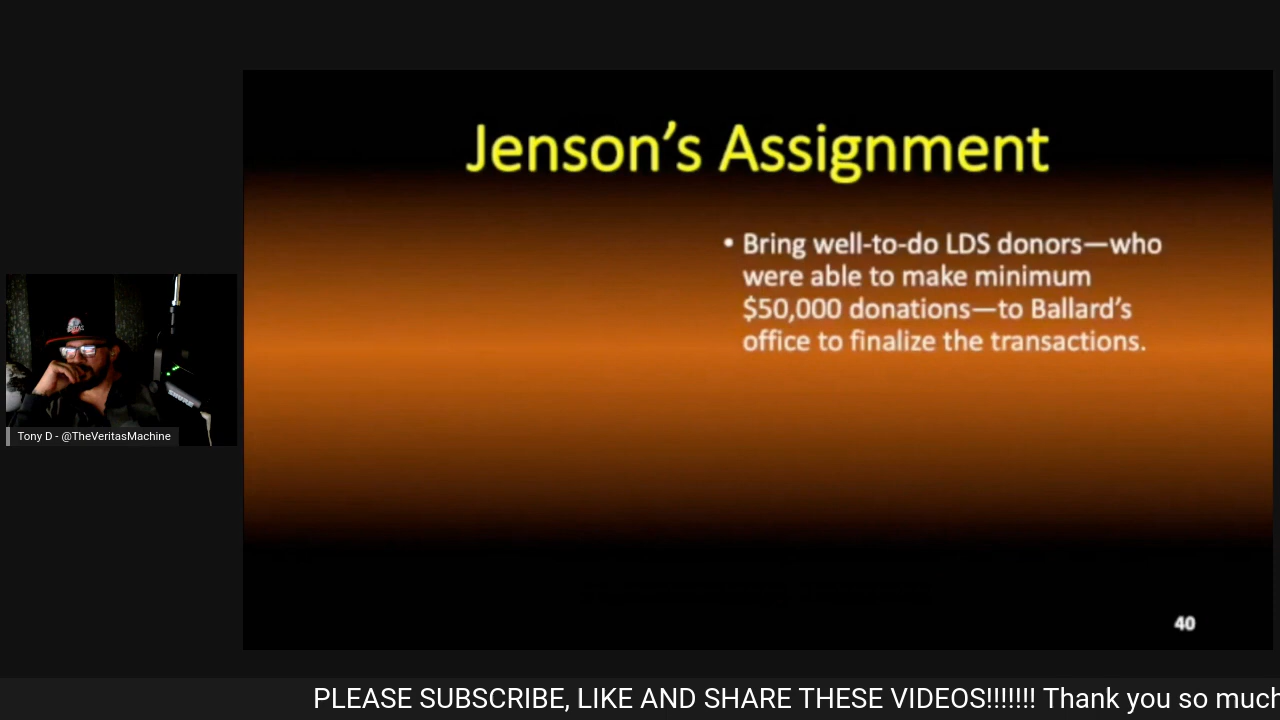 Jenson’s Assignment
• Bring well-to-do LDS donors—who
were able to make minimum
$50,000 donations—to Ballard’s
office to finalize the transactions.
Tony D - @TheVeritasMachine
40
PLEASE SUBSCRIBE, LIKE AND SHARE THESE VIDEOS!!!!!!! Thank you so much